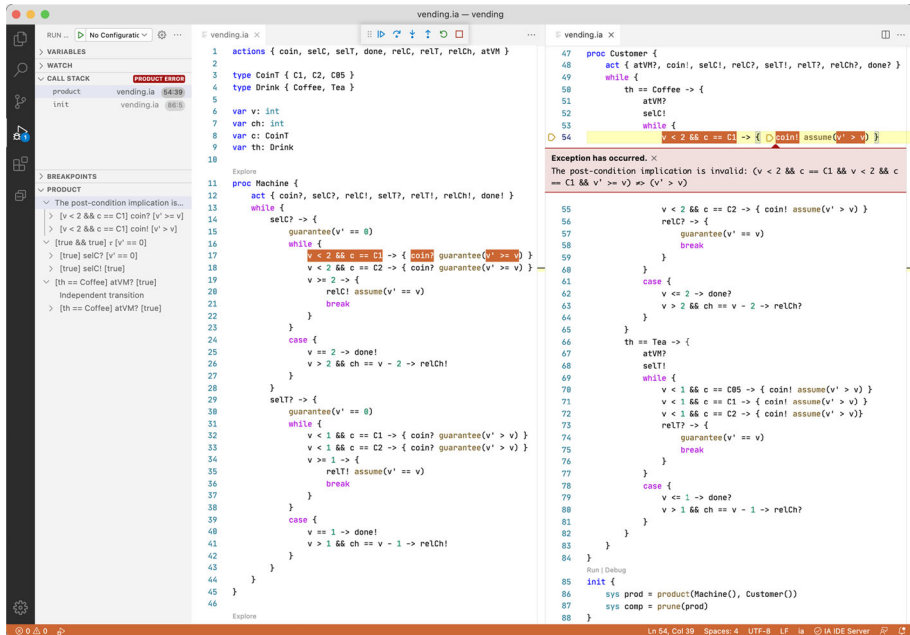 vending.ia — vending
RUN ... No Configuratic
VARIABLES
WATCH
CALL STACK PRODUCT ERROR
product vending.ia 54:39
init vending.ia 86:5
BREAKPOINTS
PRODUCT
The post-condition implication is...
[v < 2 && c == C1] coin? [v' >= v]
[v < 2 && c == C1] coin! [v' > v]
[true && true] τ [v' == 0]
[true] selC? [v' == 0]
[true] selC! [true]
[th == Coffee] atVM? [true]
Independent transition
[th == Coffee] atVM? [true]
vending.ia
1 actions { coin, selC, selT, done, relC, relT, relCh, atVM }
2
3 type CoinT { C1, C2, C05 }
4 type Drink { Coffee, Tea }
5
6 var v: int
7 var ch: int
8 var c: CoinT
9 var th: Drink
10
Explore
11 proc Machine {
12 act { coin?, selC?, relC!, selT?, relT!, relCh!, done! }
13 while {
14 selC? -> {
15 guarantee(v' == 0)
16 while {
17 v < 2 && c == C1 -> { coin? guarantee(v' >= v) }
18 v < 2 && c == C2 -> { coin? guarantee(v' >= v) }
19 v >= 2 -> {
20 relC! assume(v' == v)
21 break
22 }
23 }
24 case {
25 v == 2 -> done!
26 v > 2 && ch == v - 2 -> relCh!
27 }
28 }
29 selT? -> {
30 guarantee(v' == 0)
31 while {
32 v < 1 && c == C1 -> { coin? guarantee(v' > v) }
33 v < 1 && c == C2 -> { coin? guarantee(v' > v) }
34 v >= 1 -> {
35 relT! assume(v' == v)
36 break
37 }
38 }
39 case {
40 v == 1 -> done!
41 v > 1 && ch == v - 1 -> relCh!
42 }
43 }
44 }
45 }
46
Explore
vending.ia
47 proc Customer {
48 act { atVM?, coin!, selC!, relC?, selT!, relT?, relCh?, done? }
49 while {
50 th == Coffee -> {
51 atVM?
52 selC!
53 while {
54 v < 2 && c == C1 -> { coin! assume(v' > v) }
Exception has occurred.
The post-condition implication is invalid: (v < 2 && c == C1 && v < 2 && c
== C1 && v' >= v) ≠> (v' > v)
55 v < 2 && c == C2 -> { coin! assume(v' > v) }
56 relC? -> {
57 guarantee(v' == v)
58 break
59 }
60 }
61 case {
62 v <= 2 -> done?
63 v > 2 && ch == v - 2 -> relCh?
64 }
65 }
66 th == Tea -> {
67 atVM?
68 selT!
69 while {
70 v < 1 && c == C05 -> { coin! assume(v' > v) }
71 v < 1 && c == C1 -> { coin! assume(v' > v) }
72 v < 1 && c == C2 -> { coin! assume(v' > v)}
73 relT? -> {
74 guarantee(v' == v)
75 break
76 }
77 }
78 case {
79 v <= 1 -> done?
80 v > 1 && ch == v - 1 -> relCh?
81 }
82 }
83 }
84 }
Run | Debug
85 init {
86 sys prod = product(Machine(), Customer())
87 sys comp = prune(prod)
88 }
0 0 Ln 54, Col 39 Spaces: 4 UTF-8 LF ia IA IDE Server